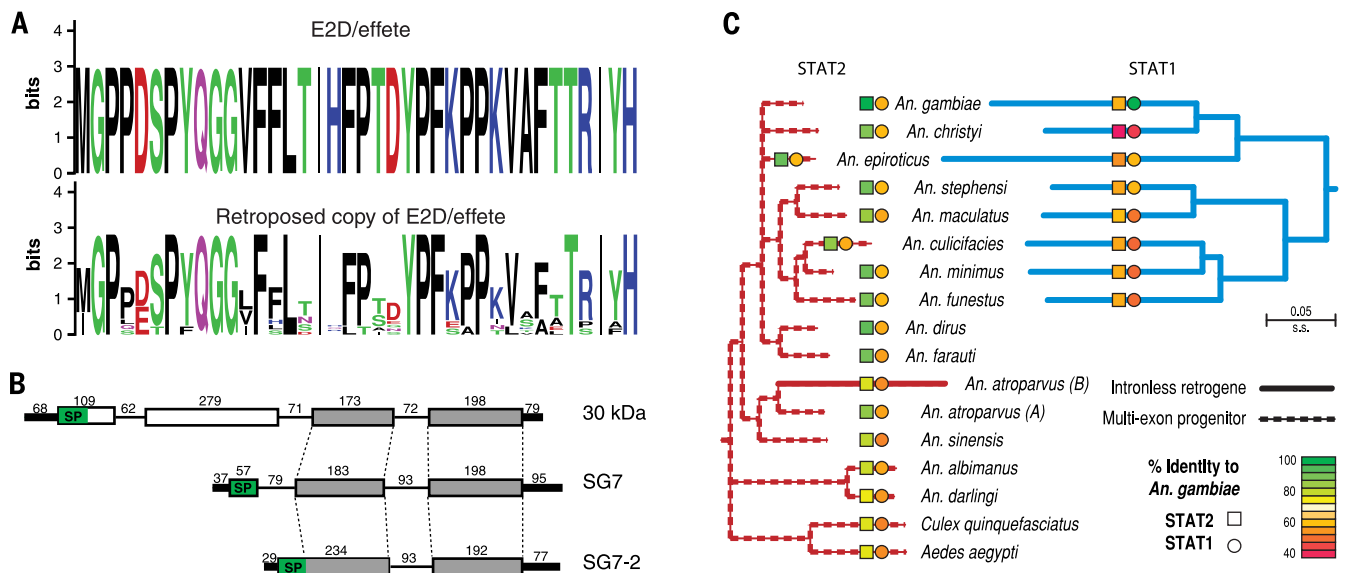 A
E2D/effete
4
3
2
1
0
bits
MGPPDSPYQGGVFFLTIHFPTDYPFKPPKVAFTTRIYH
Retroposed copy of E2D/effete
4
3
2
1
0
bits
B
68 109 62 279 71 173 72 198 79
SP
30 kDa
37 57 79 183 93 198 95
SP
SG7
29 234 93 192 77
SP
SG7-2
C
STAT2 STAT1
An. gambiae
An. christyi
An. epiroticus
An. stephensi
An. maculatus
An. culicifacies
An. minimus
An. funestus
0.05
s.s.
An. dirus
An. farauti
An. atroparvus (B)
Intronless retrogene
An. atroparvus (A)
Multi-exon progenitor
An. sinensis
An. albimanus
An. darlingi
Culex quinquefasciatus
Aedes aegypti
% Identity to
An. gambiae
STAT2
STAT1
100
80
60
40